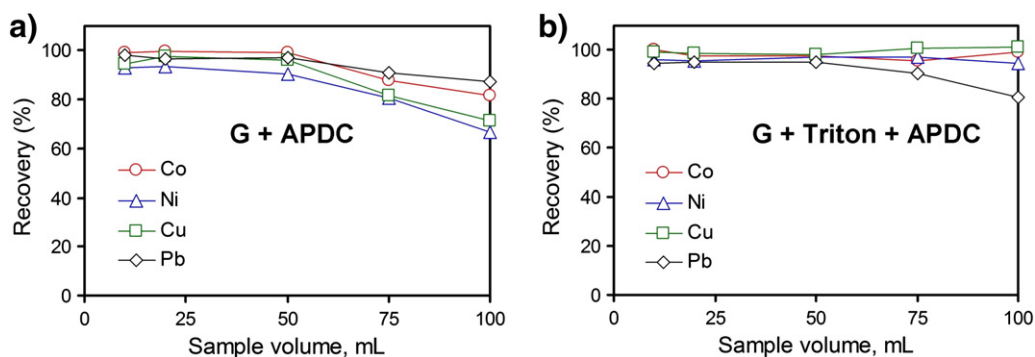 a)
100
80
60
40
20
0
Recovery (%)
G + APDC
Co
Ni
Cu
Pb
0
25
50
75
100
Sample volume, mL
b)
100
80
60
40
20
0
Recovery (%)
G + Triton + APDC
Co
Ni
Cu
Pb
0
25
50
75
100
Sample volume, mL